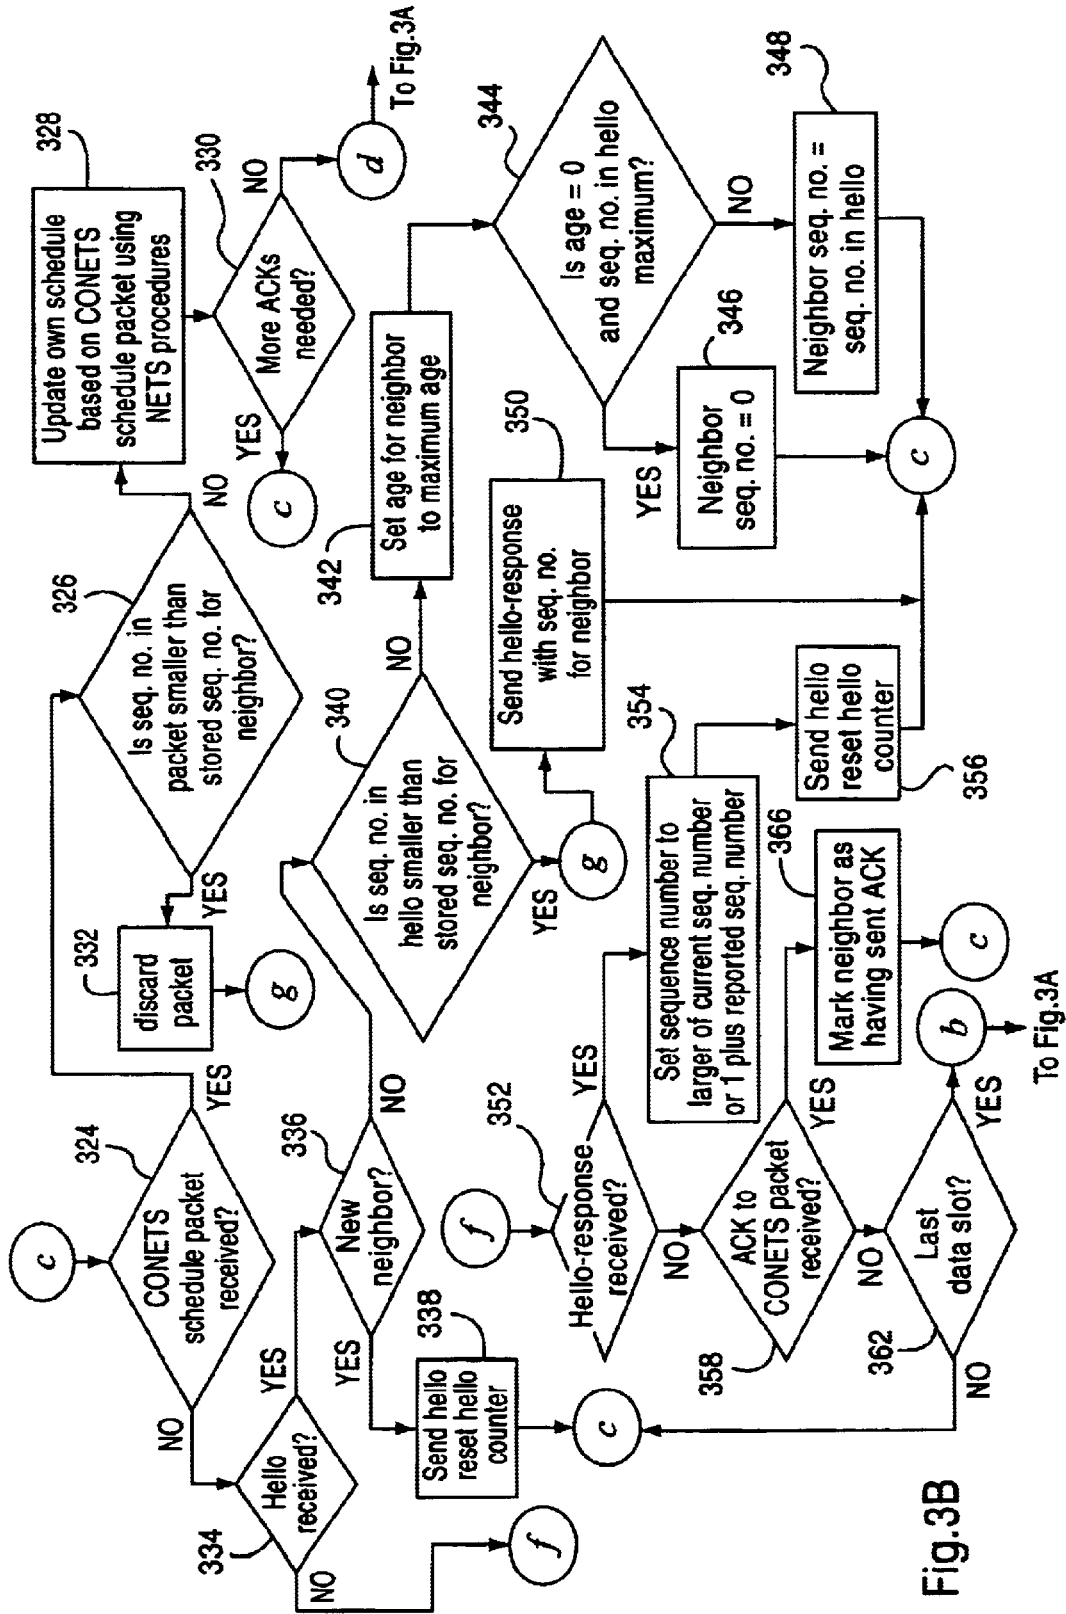 c
324
CONETS
schedule packet
received?
YES
NO
326
Is seq. no. in
packet smaller than
stored seq. no. for
neighbor?
YES
NO
332
discard
packet
g
328
Update own schedule
based on CONETS
schedule packet using
NETS procedures
330
More ACKs
needed?
YES
c
NO
d
To Fig.3A
334
Hello
received?
YES
NO
f
336
New
neighbor?
YES
NO
338
Send hello
reset hello
counter
c
340
Is seq. no. in
hello smaller than
stored seq. no. for
neighbor?
YES
NO
g
342
Set age for neighbor
to maximum age
344
Is age = 0
and seq. no. in hello
maximum?
YES
NO
346
Neighbor
seq. no. = 0
348
Neighbor seq. no. =
seq. no. in hello
c
350
Send hello-response
with seq. no.
for neighbor
f
352
Hello-response
received?
YES
NO
354
Set sequence number to
larger of current seq. number
or 1 plus reported seq. number
356
Send hello
reset hello
counter
358
ACK to
CONETS packet
received?
YES
NO
366
Mark neighbor as
having sent ACK
c
362
Last
data slot?
YES
NO
b
To Fig.3A
Fig.3B